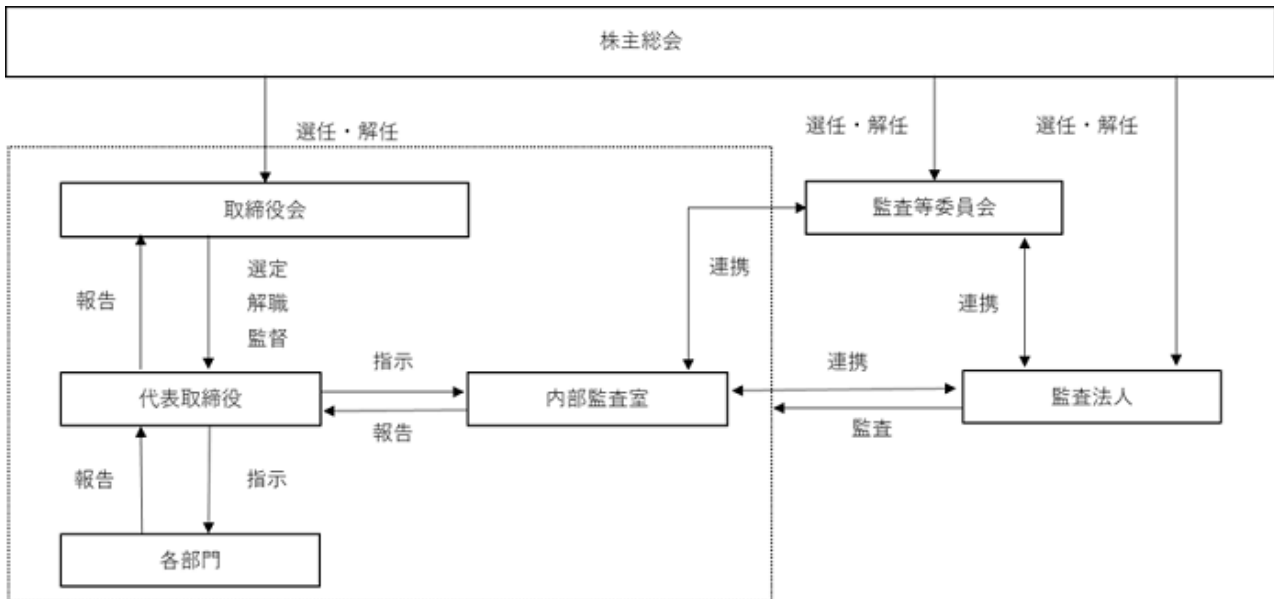 株主総会
選任・解任
選任・解任
選任・解任
取締役会
監査等委員会
報告
選定
解職
監督
連携
連携
指示
連携
代表取締役
内部監査室
監査法人
報告
監査
報告
指示
各部門